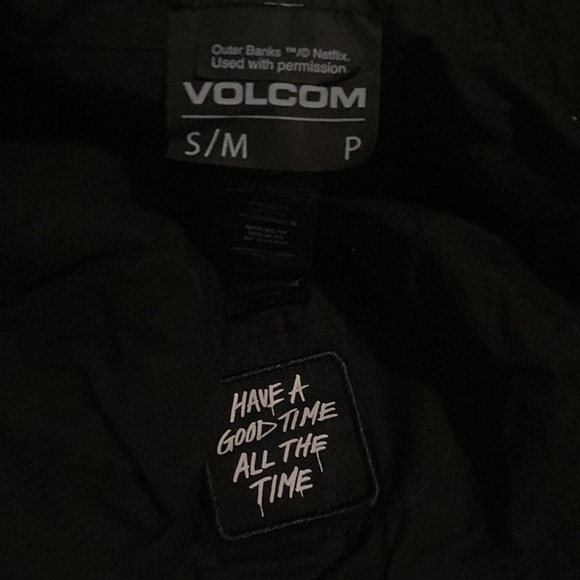 Outer Banks ™/© Netflix.
Used with permission.
VOLCOM
S/M P
HAVE A
GOOD TIME
ALL THE
TIME